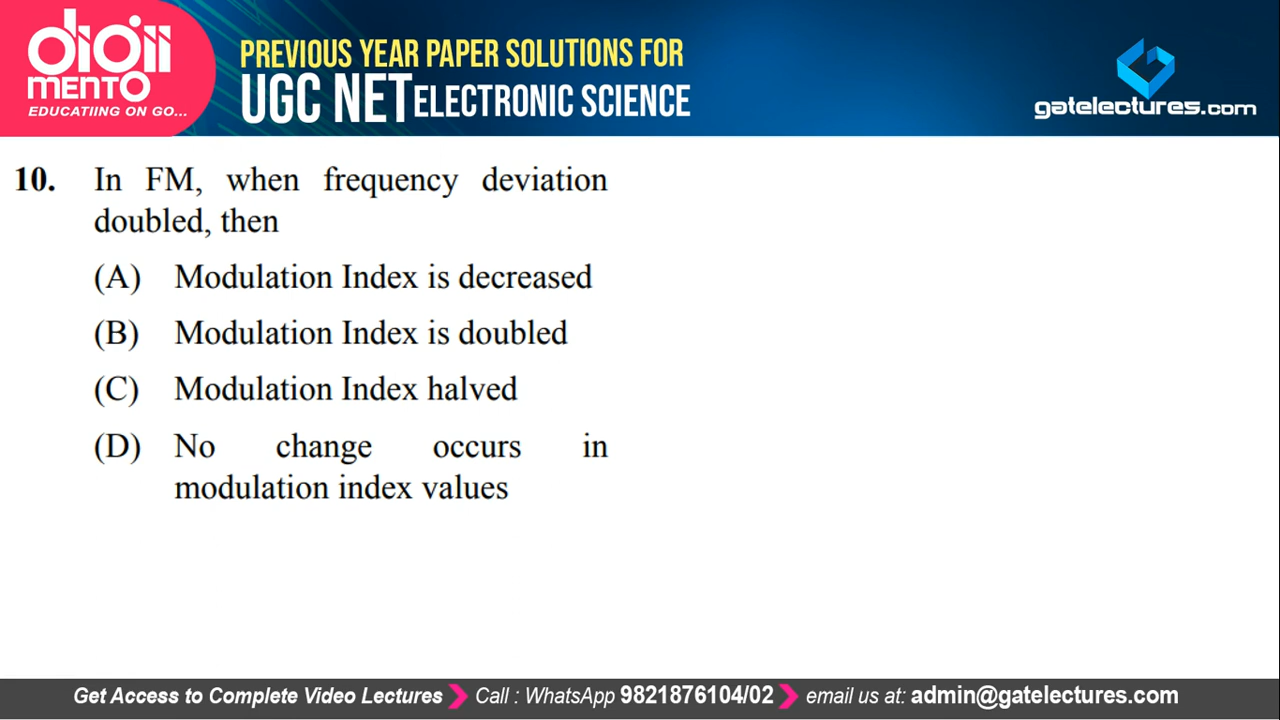 digii
MENTO
EDUCATIING ON GO...
PREVIOUS YEAR PAPER SOLUTIONS FOR
UGC NET ELECTRONIC SCIENCE
gatelectures.com
10. In FM, when frequency deviation
doubled, then
(A) Modulation Index is decreased
(B) Modulation Index is doubled
(C) Modulation Index halved
(D) No change occurs in
modulation index values
Get Access to Complete Video Lectures Call : WhatsApp 9821876104/02 email us at: admin@gatelectures.com